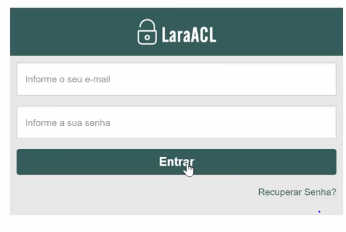 LaraACL
Informe o seu e-mail
Informe a sua senha
Entrar
Recuperar Senha?